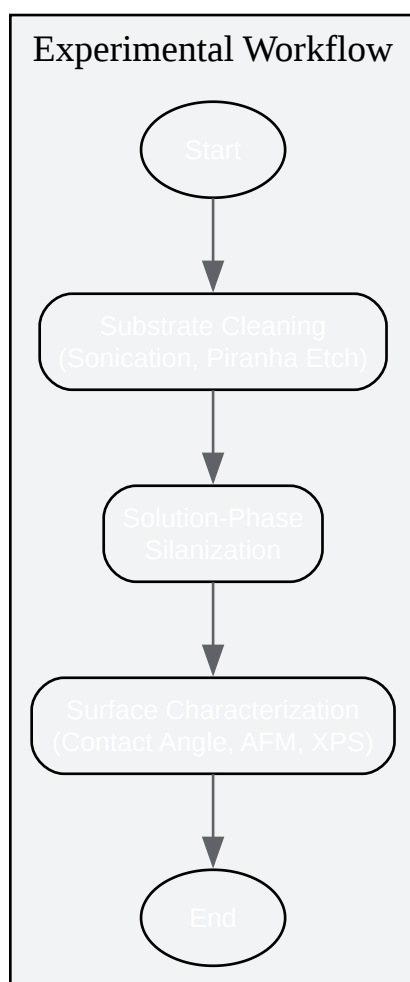 Experimental Workflow
Start
Substrate Cleaning
(Sonication, Piranha Etch)
Solution-Phase
Silanization
Surface Characterization
(Contact Angle, AFM, XPS)
End